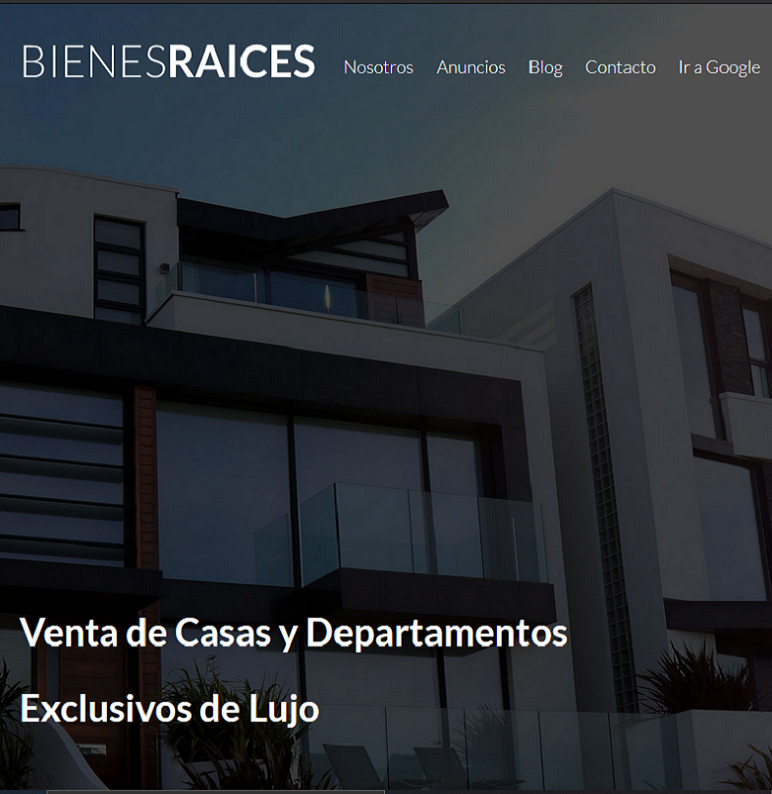 BIENESRAICES
Nosotros Anuncios Blog Contacto Ir a Google
Venta de Casas y Departamentos
Exclusivos de Lujo